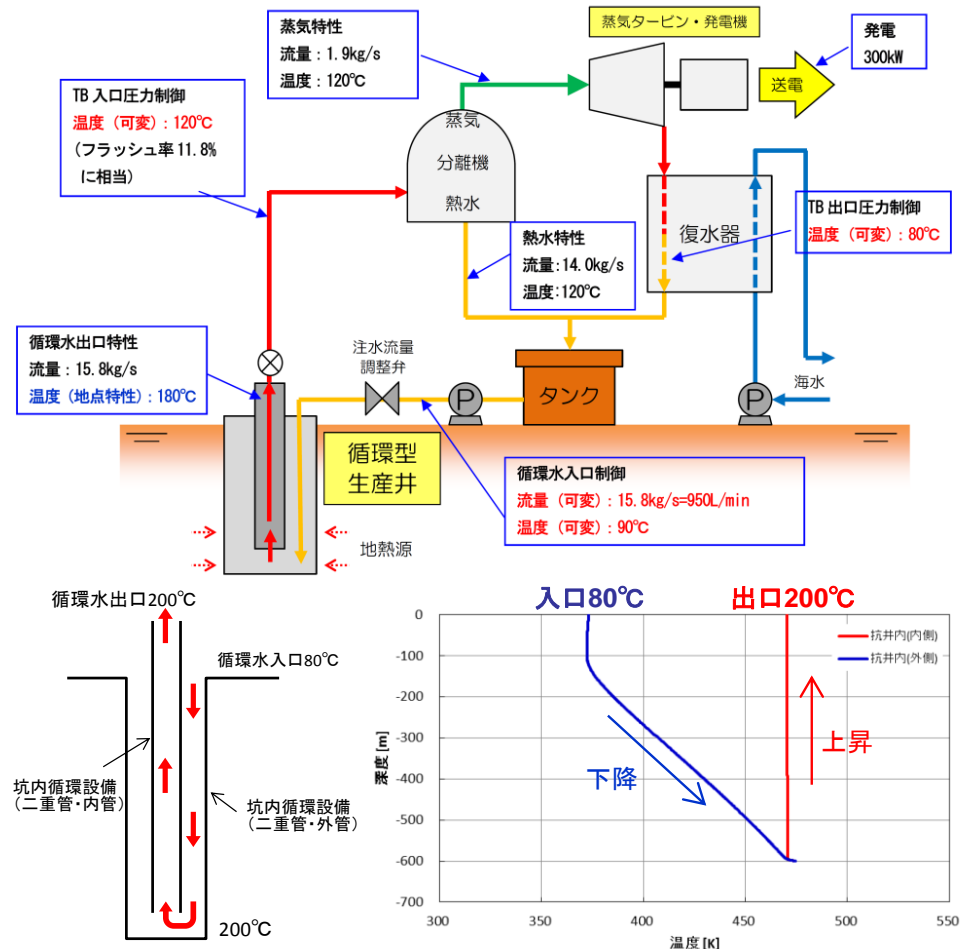 蒸気特性
流量：1.9kg/s
温度：120℃
蒸気タービン・発電機
発電
300kW
送電
TB 入口圧力制御
温度（可変）：120℃
(フラッシュ率 11.8%
に相当）
蒸気
分離機
熱水
復水器
TB 出口圧力制御
温度（可変）：80℃
熱水特性
流量：14.0kg/s
温度：120℃
循環水出口特性
流量：15.8kg/s
温度（地点特性）：180℃
注水流量
調整弁
P
タンク
P
海水
循環型
生産井
循環水入口制御
流量（可変）：15.8kg/s=950L/min
温度（可変）：90℃
地熱源
循環水出口200℃
循環水入口80℃
坑内循環設備
（二重管・内管）
坑内循環設備
（二重管・外管）
200℃
入口80℃
出口200℃
抗井内(内側)
抗井内(外側)
下降
上昇
深度[m]
0
-100
-200
-300
-400
-500
-600
-700
300
350
400
450
500
550
温度[K]